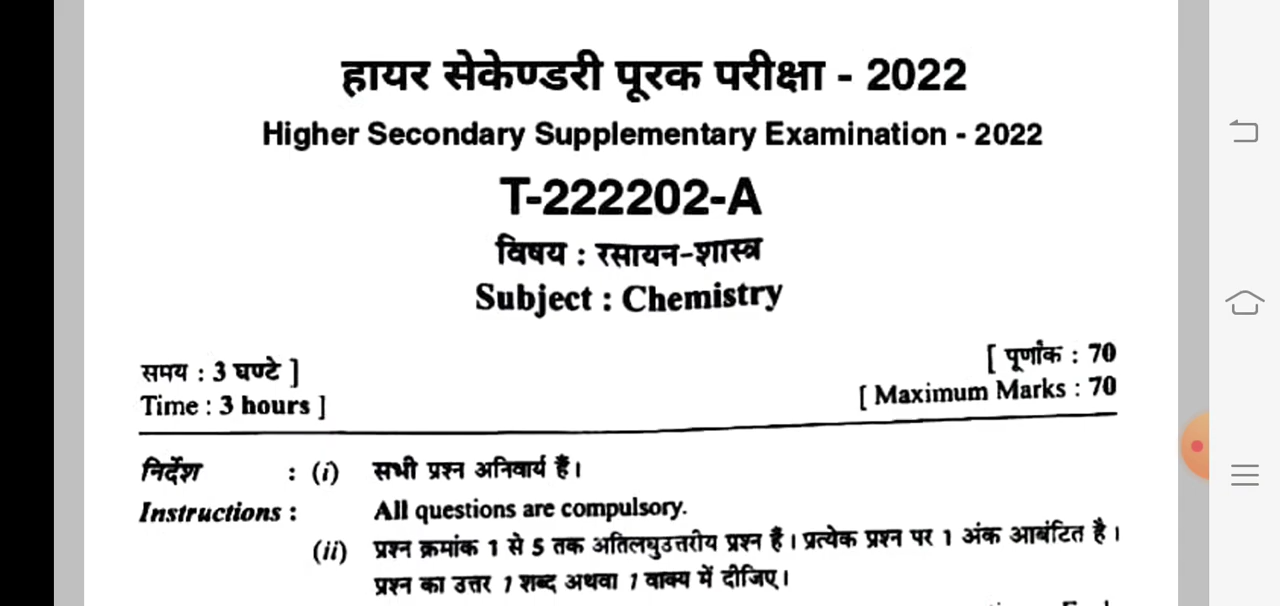 हायर सेकेण्डरी पूरक परीक्षा - 2022
Higher Secondary Supplementary Examination - 2022
T-222202-A
विषय : रसायन-शास्त्र
Subject : Chemistry
समय : 3 घण्टे ]
[ पूर्णांक : 70
Time : 3 hours ]
[ Maximum Marks : 70
निर्देश : (i) सभी प्रश्न अनिवार्य हैं।
Instructions : All questions are compulsory.
(ii) प्रश्न क्रमांक 1 से 5 तक अतिलघुउत्तरीय प्रश्न हैं। प्रत्येक प्रश्न पर 1 अंक आबंटित है।
प्रश्न का उत्तर 1 शब्द अथवा 1 वाक्य में दीजिए।